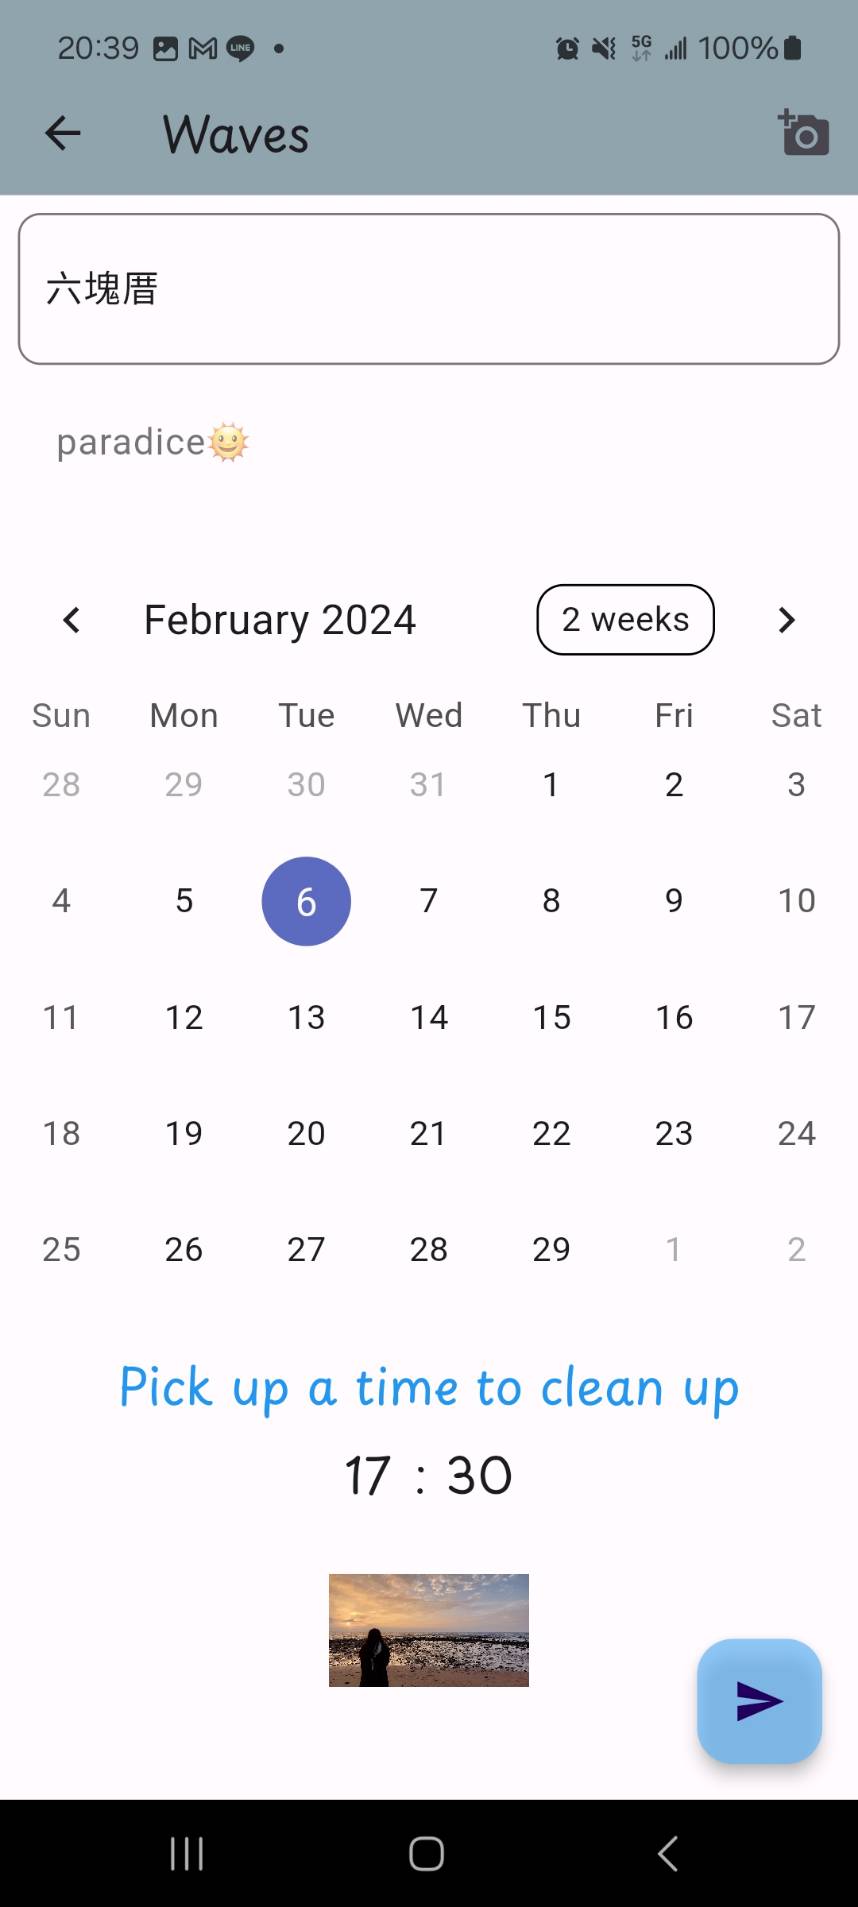 20:39 LINE 5G 100%
Waves
六塊厝
paradice🌞
February 2024 2 weeks
Sun Mon Tue Wed Thu Fri Sat
28 29 30 31 1 2 3
4 5 6 7 8 9 10
11 12 13 14 15 16 17
18 19 20 21 22 23 24
25 26 27 28 29 1 2
Pick up a time to clean up
17 : 30